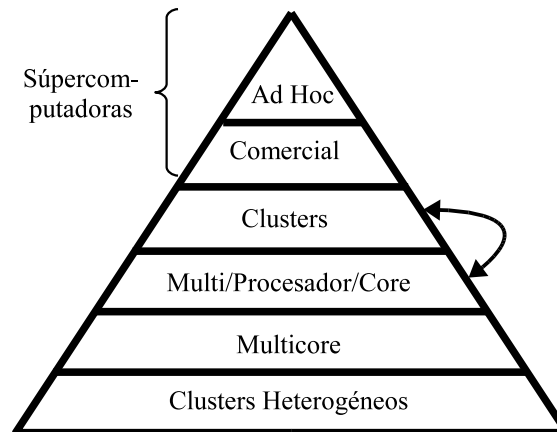 Súpercom-
putadoras
Ad Hoc
Comercial
Clusters
Multi/Procesador/Core
Multicore
Clusters Heterogéneos